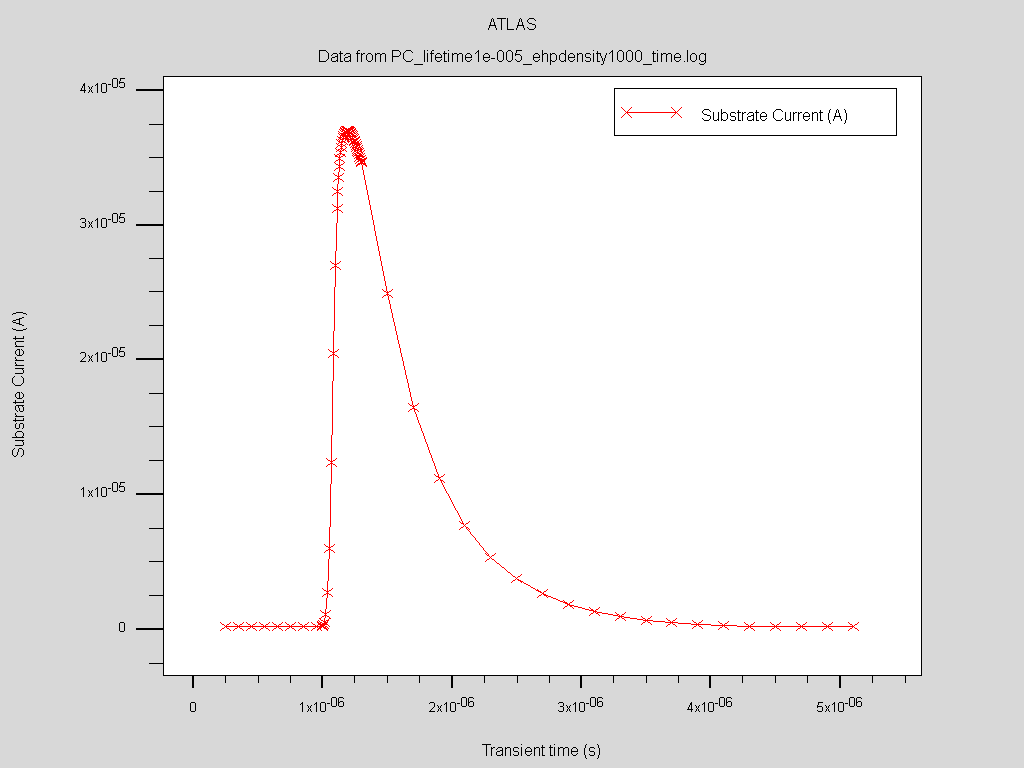 ATLAS
Data from PC_lifetime1e-005_ehpdensity1000_time.log
Substrate Current (A)
4x10-05
3x10-05
2x10-05
1x10-05
0
Substrate Current (A)
0
1x10-06
2x10-06
3x10-06
4x10-06
5x10-06
Transient time (s)